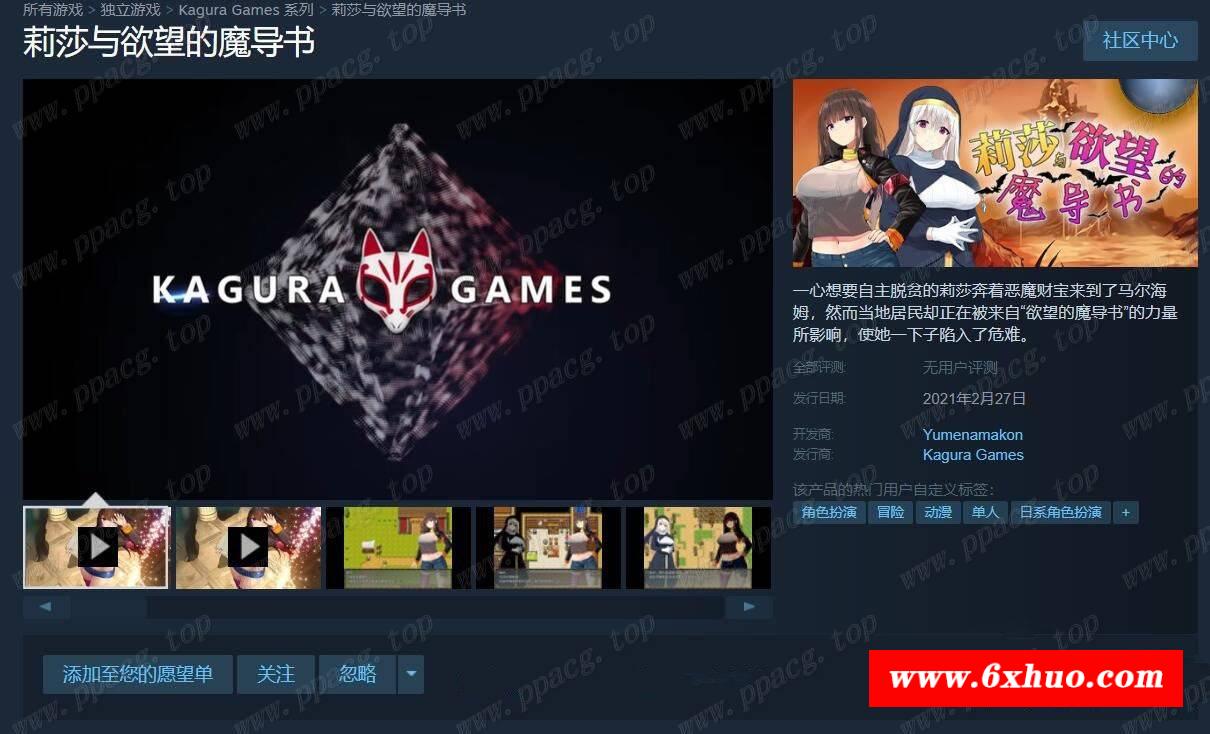 所有游戏 > 独立游戏 > Kagura Games 系列 > 莉莎与欲望的魔导书
莉莎与欲望的魔导书
社区中心
KAGURA GAMES
莉莎与欲望的
魔导书
一心想要自主脱贫的莉莎奔着恶魔财宝来到了马尔海
姆，然而当地居民却正在被来自“欲望的魔导书”的力量
所影响，使她一下子陷入了危难。
全部评测: 无用户评测
发行日期: 2021年2月27日
开发商: Yumenamakon
发行商: Kagura Games
该产品的热门用户自定义标签：
角色扮演 冒险 动漫 单人 日系角色扮演 +
添加至您的愿望单 关注 忽略
www.6xhuo.com
www.ppacg.top